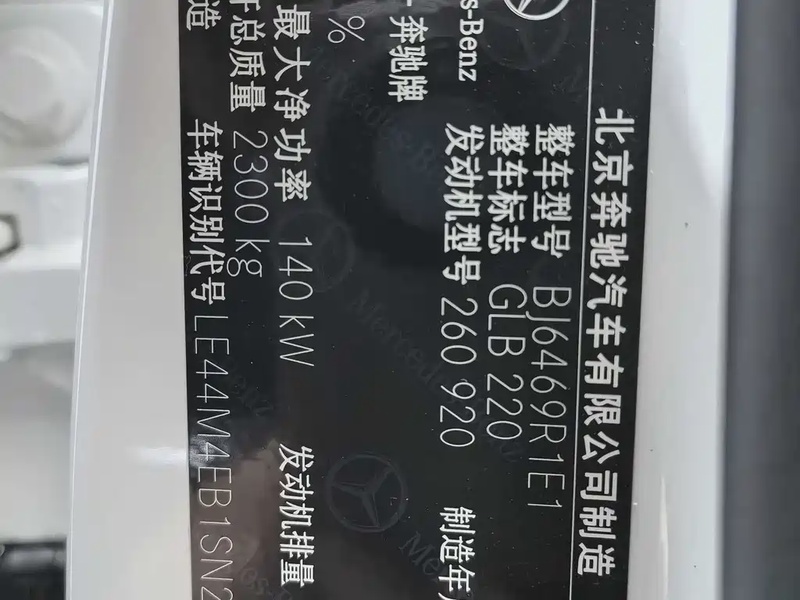 北京奔驰汽车有限公司制造
整车型号 BJ6469R1E1
s-Benz
整车标志 GLB 220
奔驰牌
发动机型号 260 920
制造年
%
最大净功率 140 kW
发动机排量
总质量 2300 kg
造
车辆识别代号 LE44M4EB1SN2